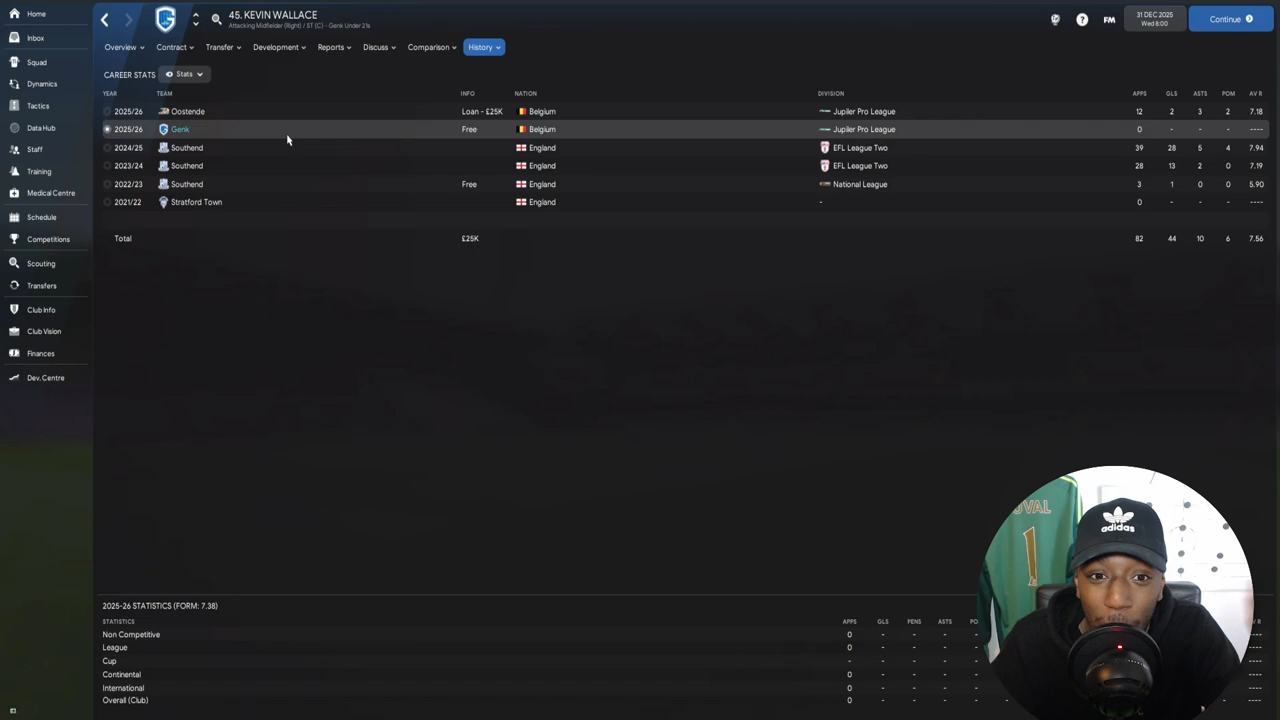 Home
Inbox
Squad
Dynamics
Tactics
Data Hub
Staff
Training
Medical Centre
Schedule
Competitions
Scouting
Transfers
Club Info
Club Vision
Finances
Dev. Centre
45. KEVIN WALLACE
Attacking Midfielder (Right) / ST (C) - Genk Under 21s
FM
31 DEC 2025
Wed 8:00
Continue
Overview Contract Transfer Development Reports Discuss Comparison History
CAREER STATS Stats
YEAR TEAM INFO NATION DIVISION APPS GLS ASTS POM AV R
2025/26 Oostende Loan - £25K Belgium Jupiler Pro League 12 2 3 2 7.18
2025/26 Genk Free Belgium Jupiler Pro League 0 - - - ----
2024/25 Southend England EFL League Two 39 28 5 4 7.94
2023/24 Southend England EFL League Two 28 13 2 0 7.19
2022/23 Southend Free England National League 3 1 0 0 5.90
2021/22 Stratford Town England - 0 - - - ----
Total £25K 82 44 10 6 7.56
2025-26 STATISTICS (FORM: 7.38)
STATISTICS APPS GLS PENS ASTS
Non Competitive 0 - - -
League 0 - - -
Cup - - - -
Continental 0 - - -
International 0 - - -
Overall (Club) 0 - - -
OVAL
1
adidas